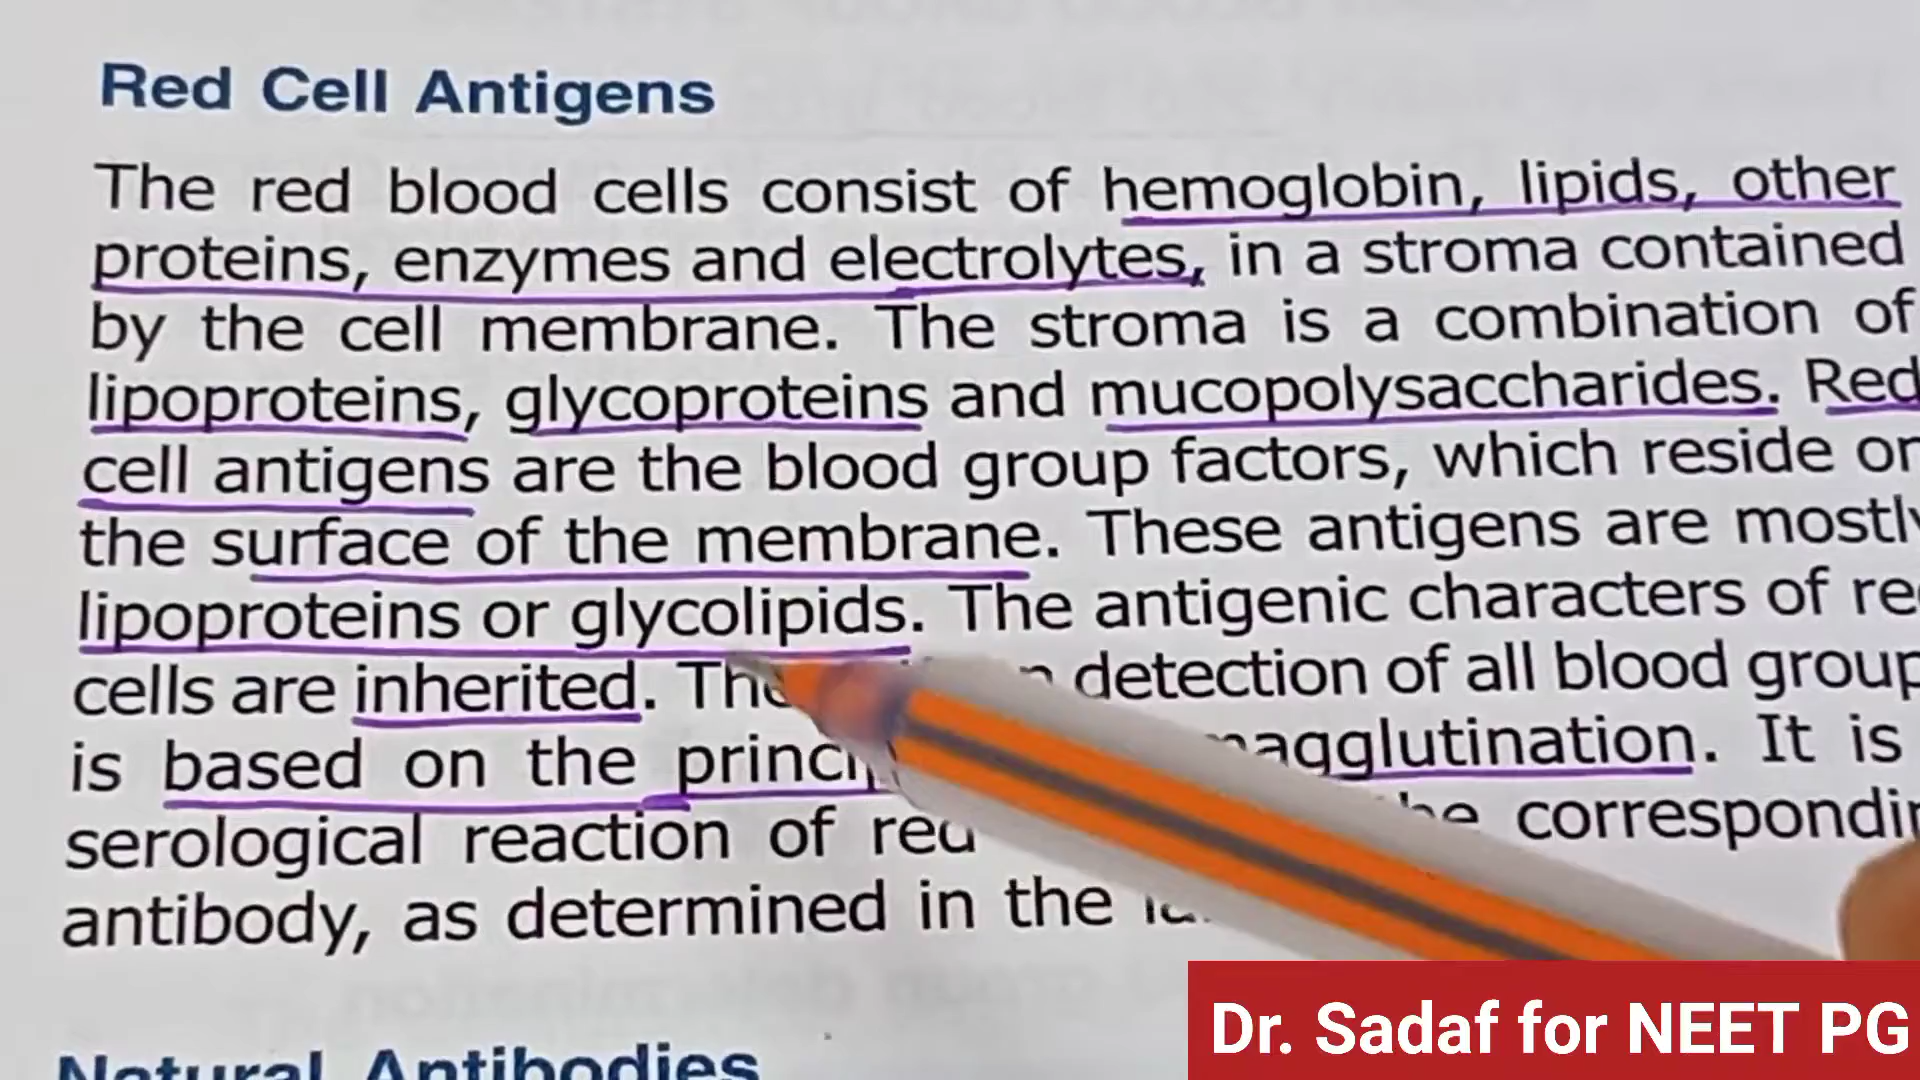 Red Cell Antigens
The red blood cells consist of hemoglobin, lipids, other
proteins, enzymes and electrolytes, in a stroma contained
by the cell membrane. The stroma is a combination of
lipoproteins, glycoproteins and mucopolysaccharides. Red
cell antigens are the blood group factors, which reside on
the surface of the membrane. These antigens are mostly
lipoproteins or glycolipids. The antigenic characters of
cells are inherited. detection of all blood group
is based on the agglutination. It is
serological reaction of red
antibody, as determined in the
Natural Antibodies
Dr. Sadaf for NEET PG